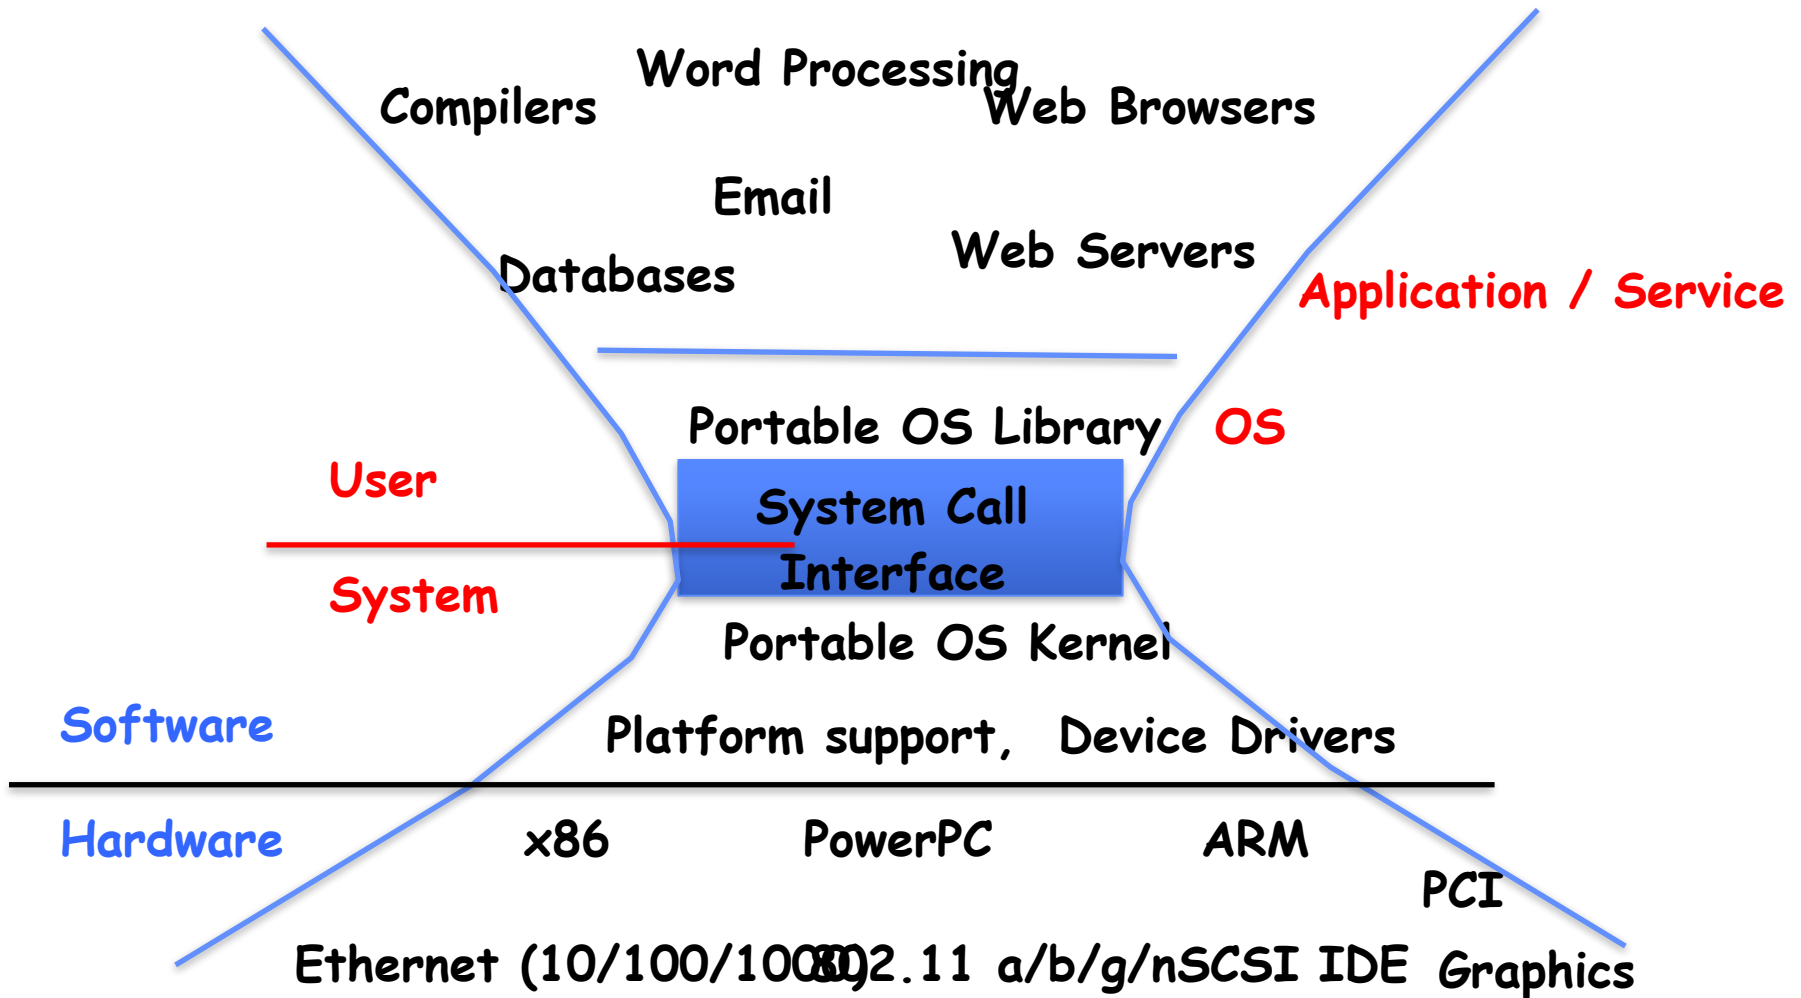 Word Processing
Compilers
Web Browsers
Email
Web Servers
Databases
Application / Service
Portable OS Library
OS
User
System Call
Interface
System
Portable OS Kernel
Software
Platform support,  Device Drivers
Hardware
x86
PowerPC
ARM
PCI
Ethernet (10/100/1000)
802.11 a/b/g/n
SCSI
IDE
Graphics